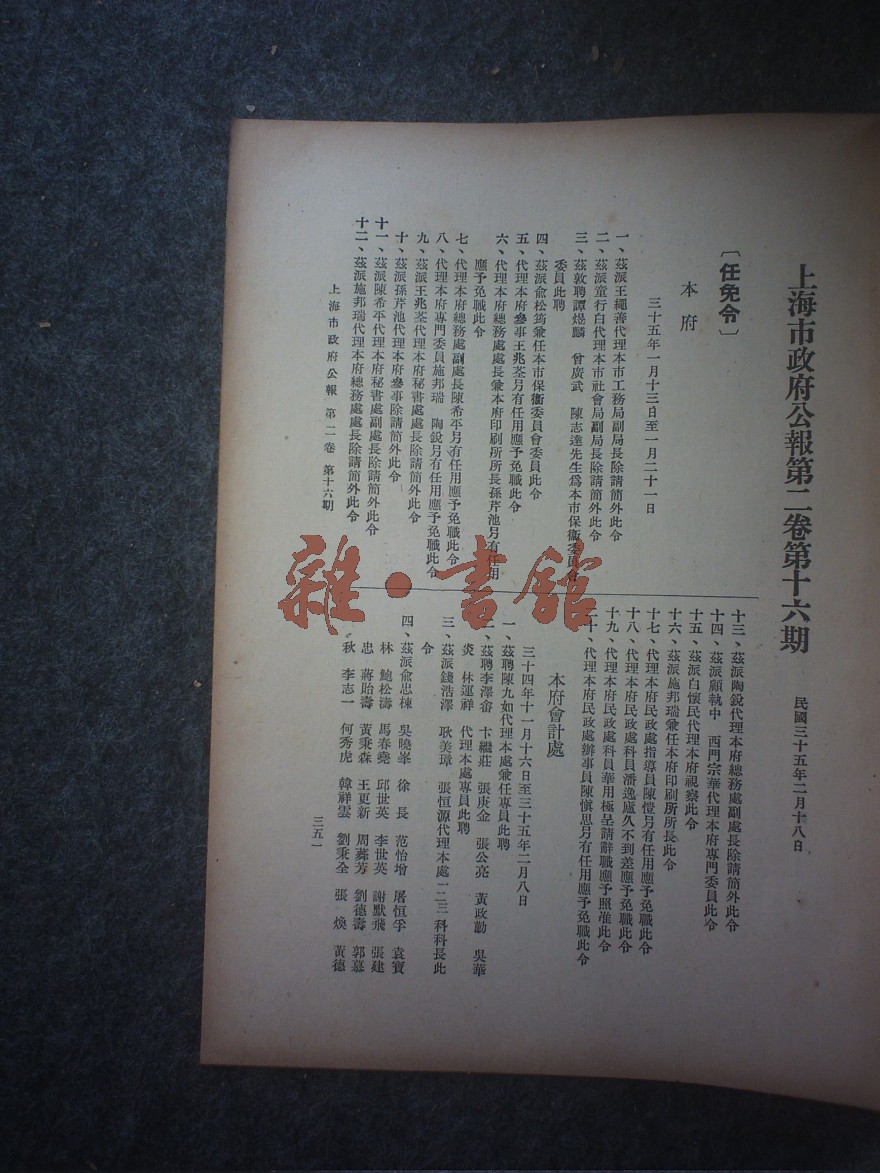 上海市政府公報第二卷第十六期
民國三十五年二月十八日
〔任免令〕
本府
三十五年一月十三日至一月二十一日
一、茲派王繩善代理本市工務局副局長除請簡外此令
二、茲派童行白代理本市社會局副局長除請簡外此令
三、茲敦聘譚煜麟 曾廣武 陳志達先生爲本市保衞委員會
委員此聘
四、茲派俞松筠兼任本市保衞委員會委員此令
五、代理本府參事王兆荃另有任用應予免職此令
六、代理本府總務處處長兼本府印刷所所長孫芹池另有任用
應予免職此令
七、代理本府總務處副處長陳希平另有任用應予免職此令
八、代理本府專門委員施邦瑞 陶銳另有任用應予免職此令
九、茲派王兆荃代理本府秘書處處長除請簡外此令
十、茲派孫芹池代理本府參事除請簡外此令
十一、茲派陳希平代理本府秘書處副處長除請簡外此令
十二、茲派施邦瑞代理本府總務處處長除請簡外此令
十三、茲派陶銳代理本府總務處副處長除請簡外此令
十四、茲派顧執中 西門宗華代理本府專門委員此令
十五、茲派白懷民代理本府視察此令
十六、茲派施邦瑞兼任本府印刷所所長此令
十七、代理本府民政處指導員陳愷另有任用應予免職此令
十八、代理本府民政處科員潘逸廬久不到差應予免職此令
十九、代理本府民政處科員華用極呈請辭職應予照准此令
二十、代理本府民政處辦事員陳愼思另有任用應予免職此令
本府會計處
三十四年十一月十六日至三十五年二月八日
一、茲聘陳九如代理本處兼任專員此聘
二、茲聘李澤畬 卞繼莊 張庚金 張公亮 黃政勳 吳華
炎 林運祥 代理本處專員此聘
三、茲派錢浩澤 耿美璋 張恒源代理本處一二三科科長此
令
四、茲派俞忠棟 吳曉峯 徐長 范怡增 屠恒孚 袁寶
林 鮑松濤 馬春堯 邱世英 李世英 謝默飛 張建
忠 蔣貽壽 黃秉森 王更新 周蕣芳 劉德壽 郭慕
秋 李志一 何秀虎 韓祥雲 劉秉全 張煥 黃德
上海市政府公報 第二卷 第十六期
三五一
雜·書館